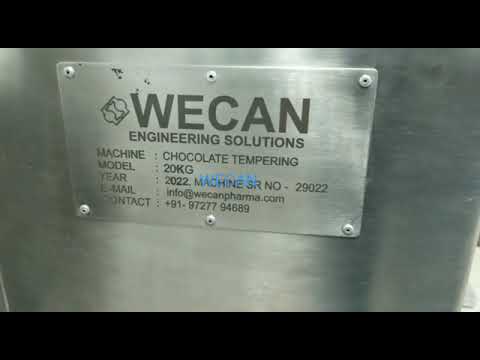 WECAN
ENGINEERING SOLUTIONS
MACHINE : CHOCOLATE TEMPERING
MODEL : 20KG
YEAR : 2022, MACHINE SR NO - 29022
E-MAIL : info@wecanpharma.com
CONTACT : +91- 97277 94689
WECAN